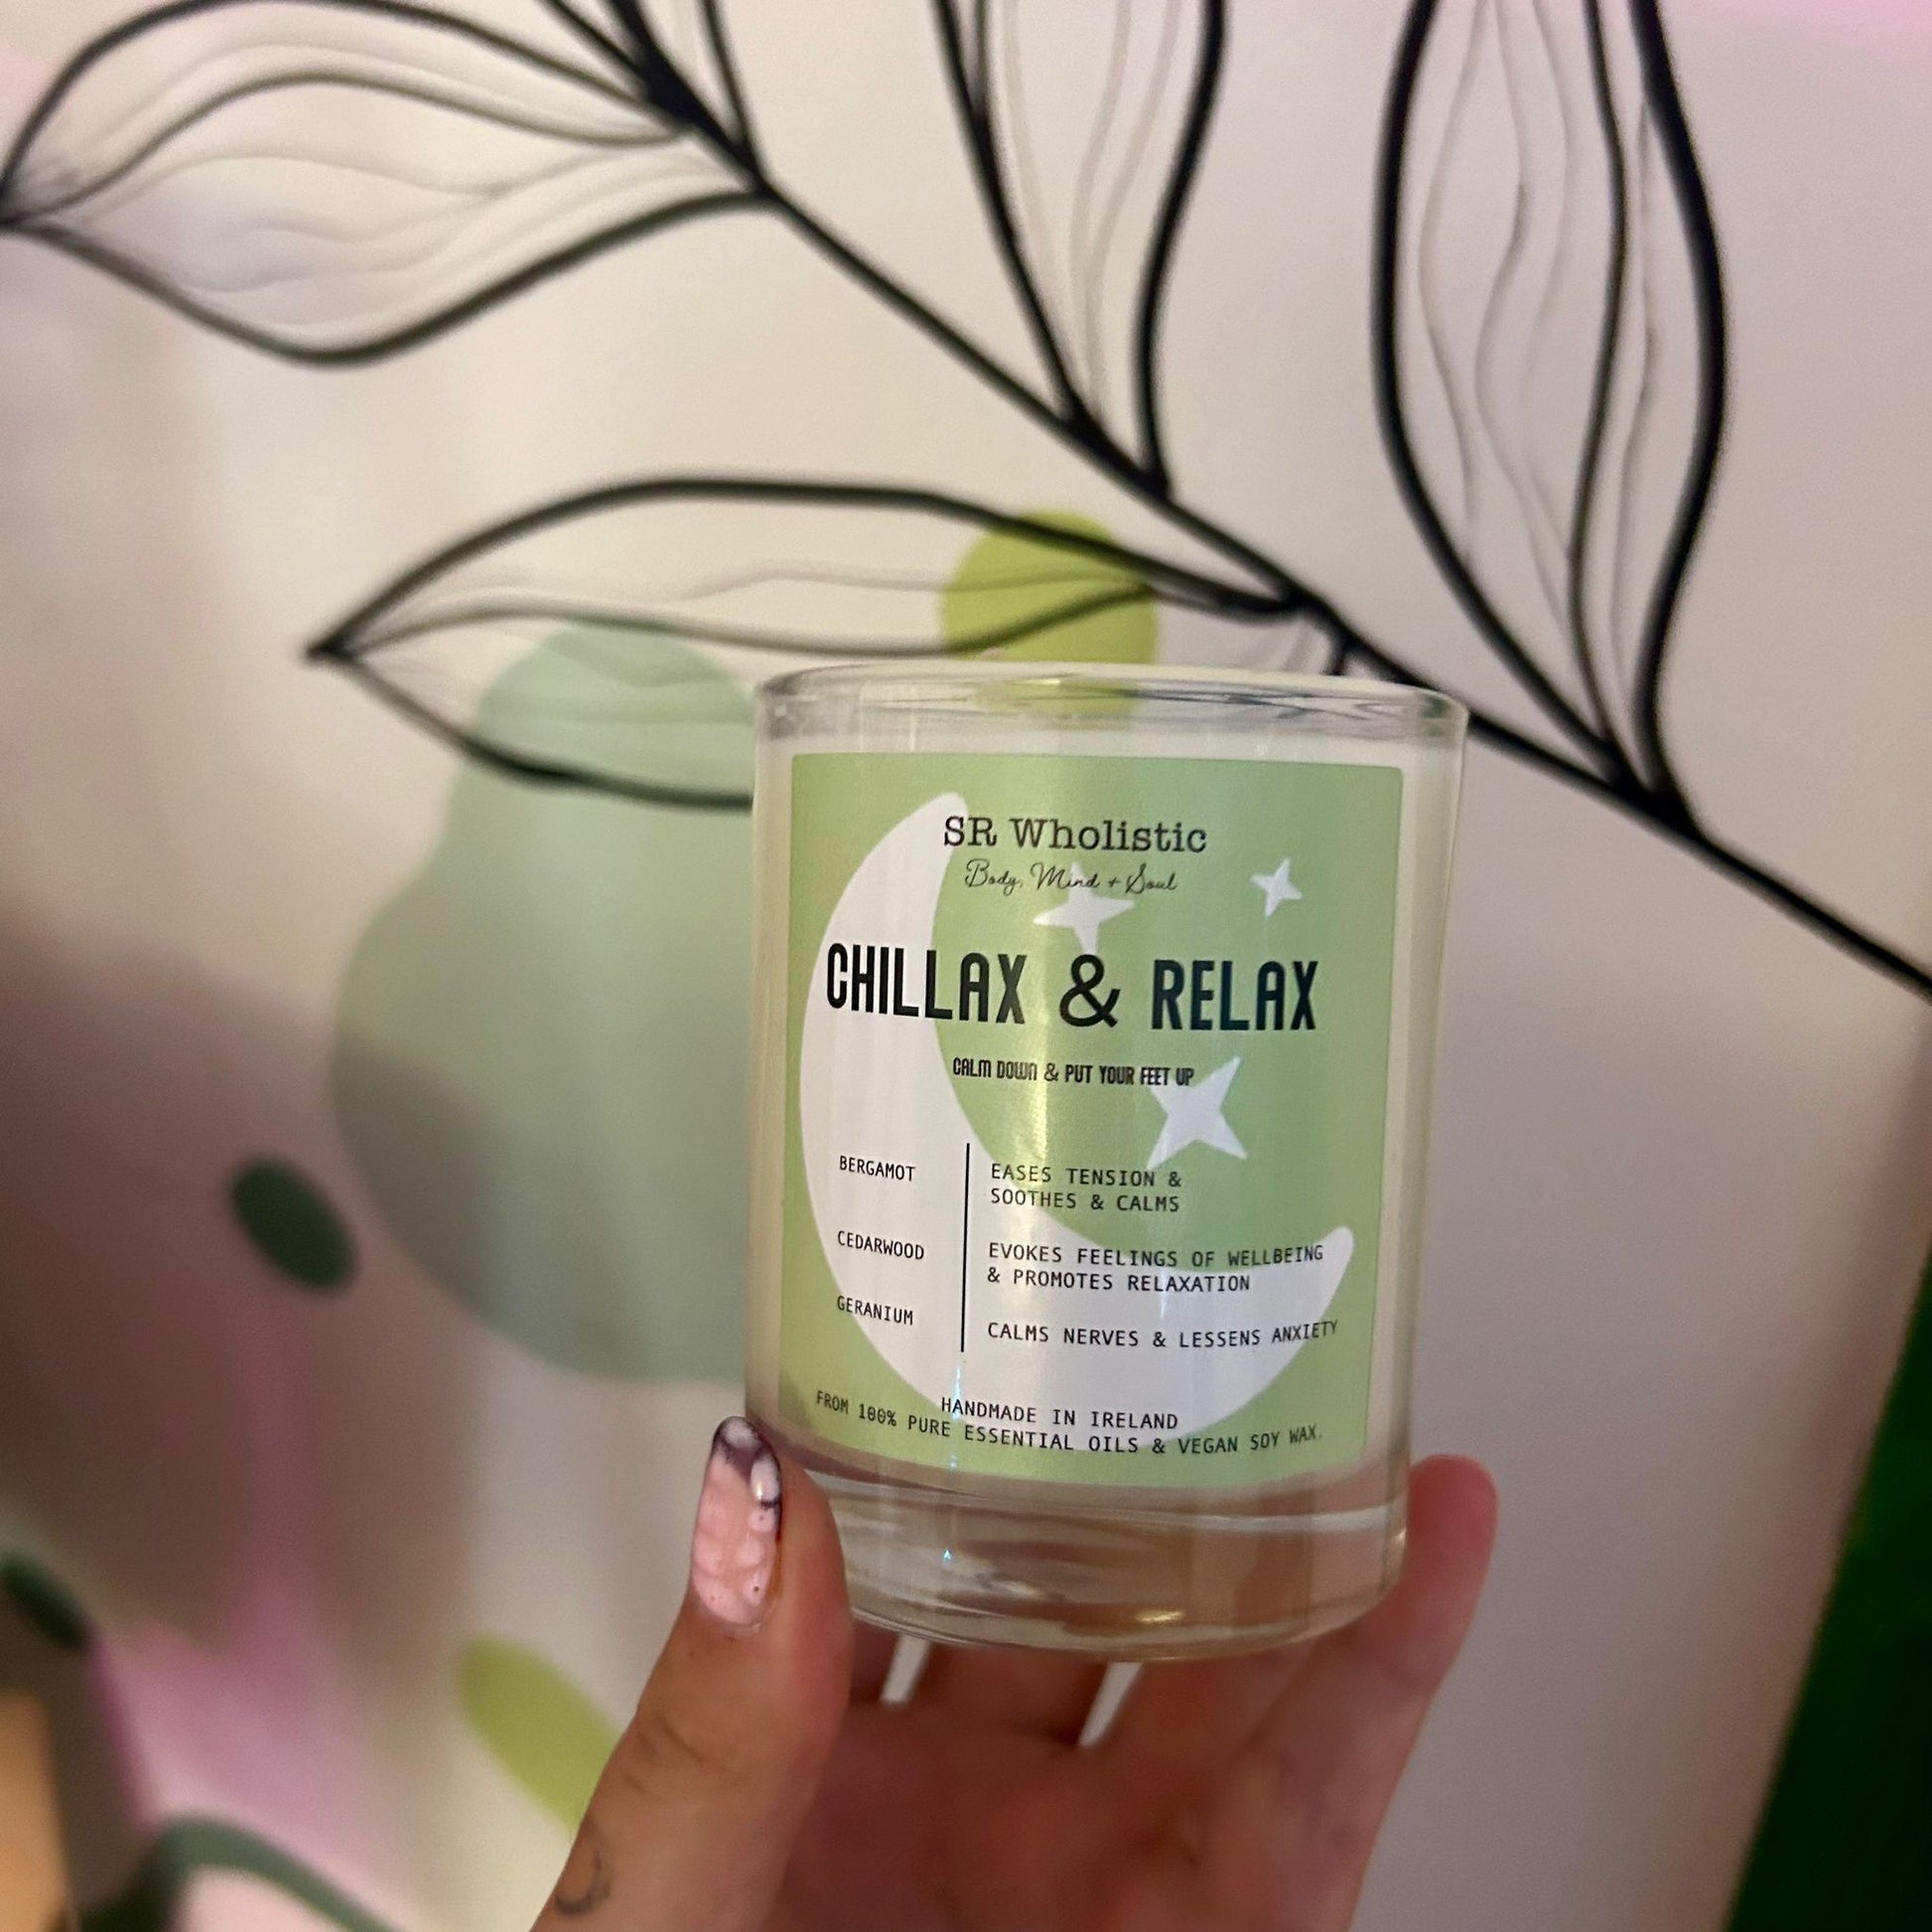 SR Wholistic
Body, Mind + Soul
CHILLAX & RELAX
CALM DOWN & PUT YOUR FEET UP
BERGAMOT
EASES TENSION &
SOOTHES & CALMS
CEDARWOOD
EVOKES FEELINGS OF WELLBEING
& PROMOTES RELAXATION
GERANIUM
CALMS NERVES & LESSENS ANXIETY
HANDMADE IN IRELAND
FROM 100% PURE ESSENTIAL OILS & VEGAN SOY WAX.